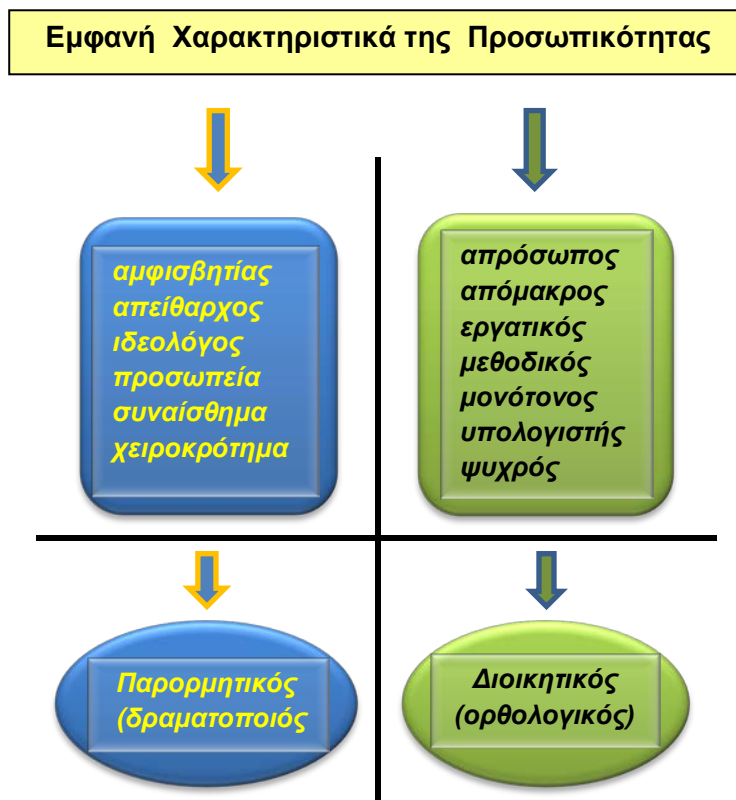 Εμφανή Χαρακτηριστικά της Προσωπικότητας
αμφισβητίας
απείθαρχος
ιδεολόγος
προσωπεία
συναίσθημα
χειροκρότημα
απρόσωπος
απόμακρος
εργατικός
μεθοδικός
μονότονος
υπολογιστής
ψυχρός
Παρορμητικός
(δραματοποιός
Διοικητικός
(ορθολογικός)